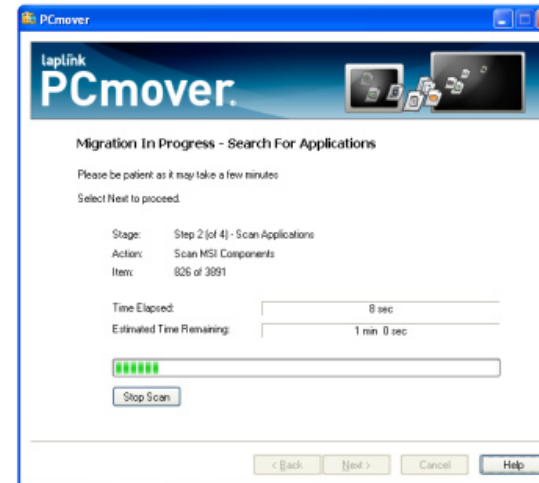 PCmover
laplink
PCmover.
Migration In Progress - Search For Applications
Please be patient as it may take a few minutes
Select Next to proceed.
Stage: Step 2 (of 4) - Scan Applications
Action: Scan MSI Components
Item: 826 of 3891
Time Elapsed: 8 sec
Estimated Time Remaining: 1 min 0 sec
Stop Scan
< Back Next > Cancel Help